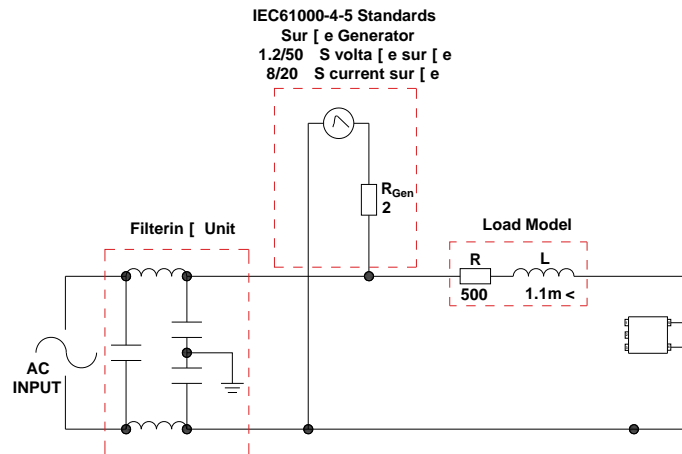 IEC61000-4-5 Standards
Sur [ e Generator
1.2/50 S volta [ e sur [ e
8/20 S current sur [ e
R_Gen
2
Filterin [ Unit
Load Model
R
L
500
1.1m <
AC
INPUT